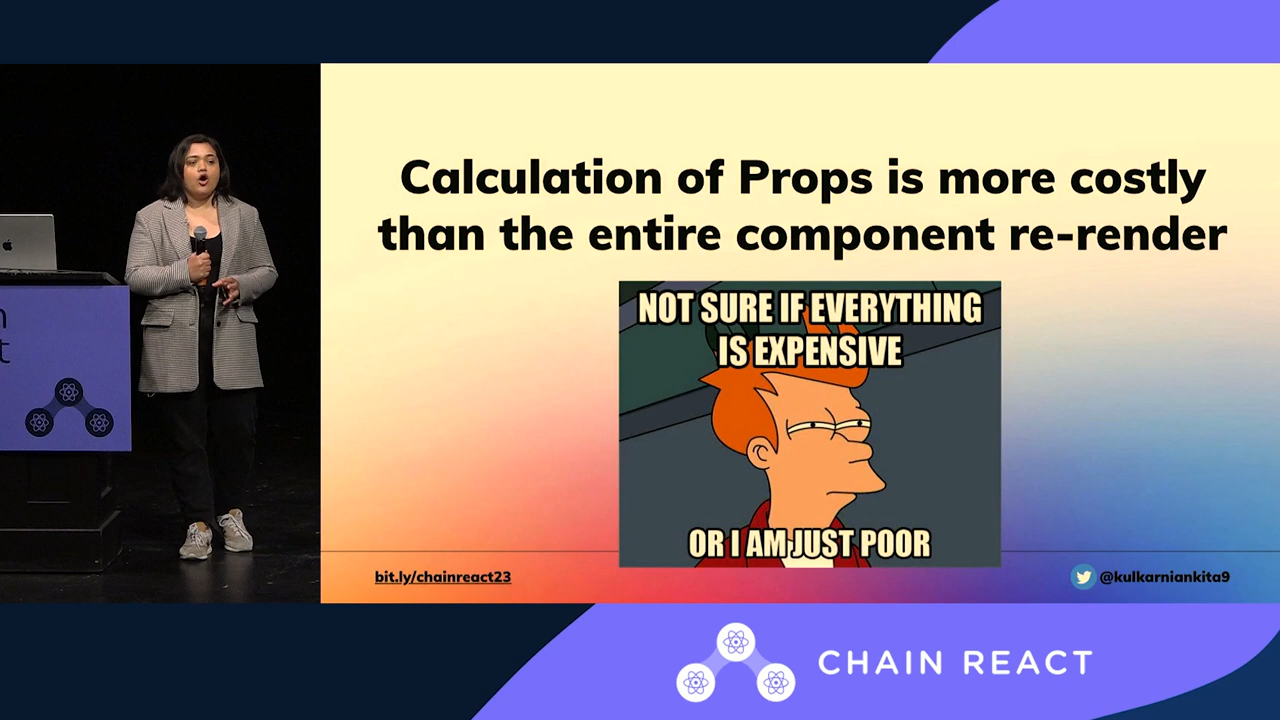 Calculation of Props is more costly
than the entire component re-render
NOT SURE IF EVERYTHING
IS EXPENSIVE
OR I AM JUST POOR
bit.ly/chainreact23
@kulkarniankita9
CHAIN REACT